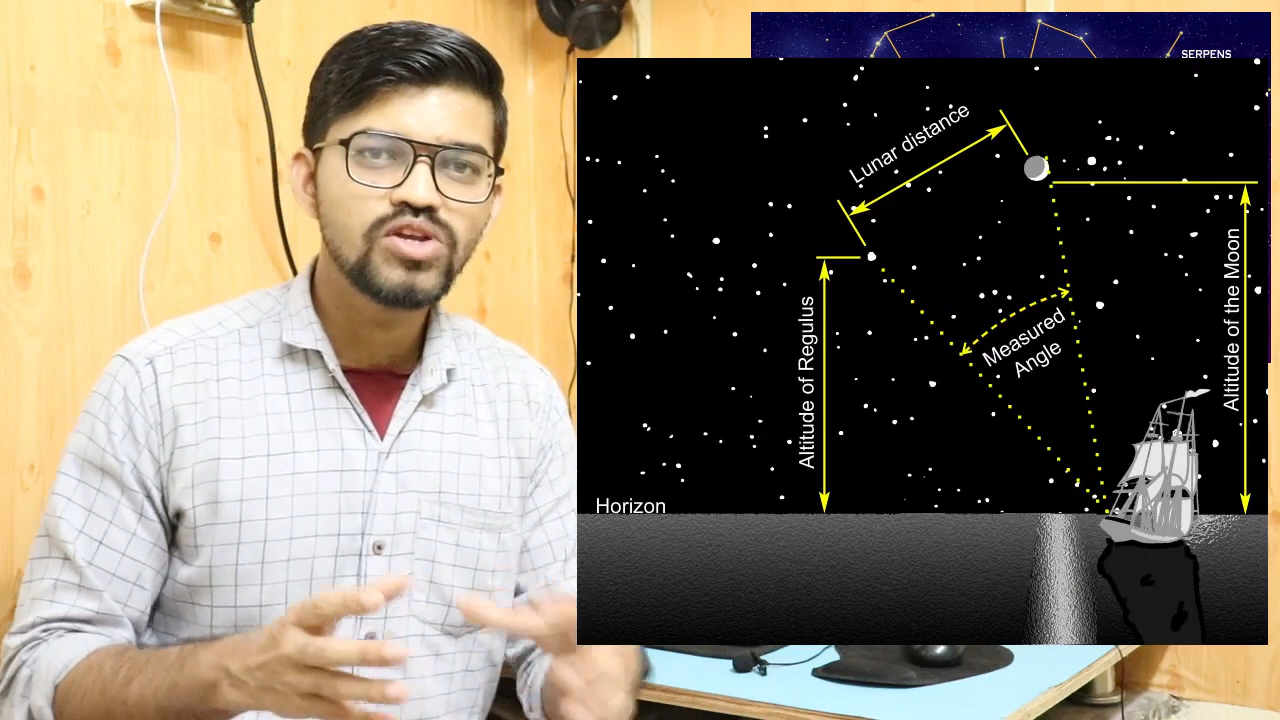 SERPENS
Lunar distance
Measured
Angle
Altitude of Regulus
Altitude of the Moon
Horizon